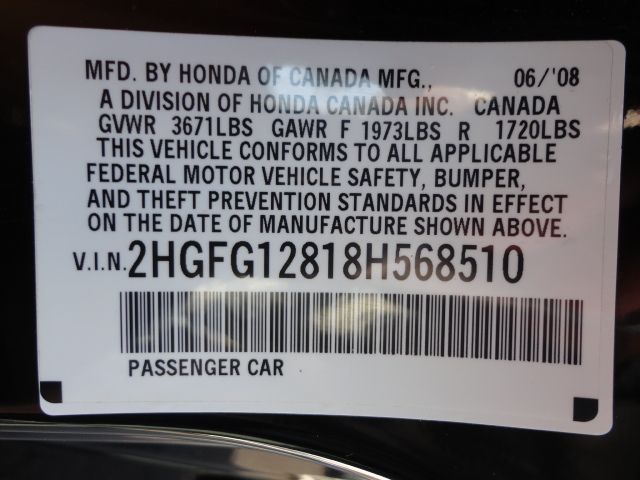 MFD. BY HONDA OF CANADA MFG., 06/'08
A DIVISION OF HONDA CANADA INC. CANADA
GVWR 3671LBS GAWR F 1973LBS R 1720LBS
THIS VEHICLE CONFORMS TO ALL APPLICABLE
FEDERAL MOTOR VEHICLE SAFETY, BUMPER,
AND THEFT PREVENTION STANDARDS IN EFFECT
ON THE DATE OF MANUFACTURE SHOWN ABOVE.
V.I.N. 2HGFG12818H568510
PASSENGER CAR